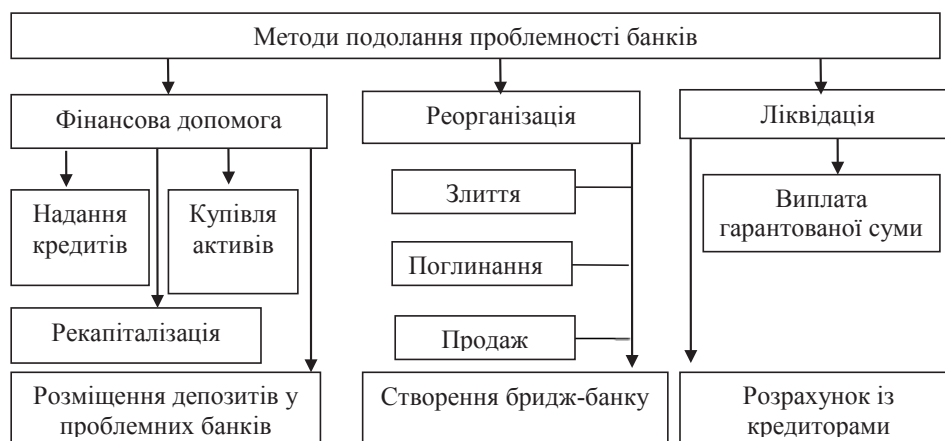 Методи подолання проблемності банків
Фінансова допомога
Реорганізація
Ліквідація
Надання
кредитів
Купівля
активів
Злиття
Виплата
гарантованої суми
Поглинання
Рекапіталізація
Продаж
Розміщення депозитів у
проблемних банків
Створення бридж-банку
Розрахунок із
кредиторами